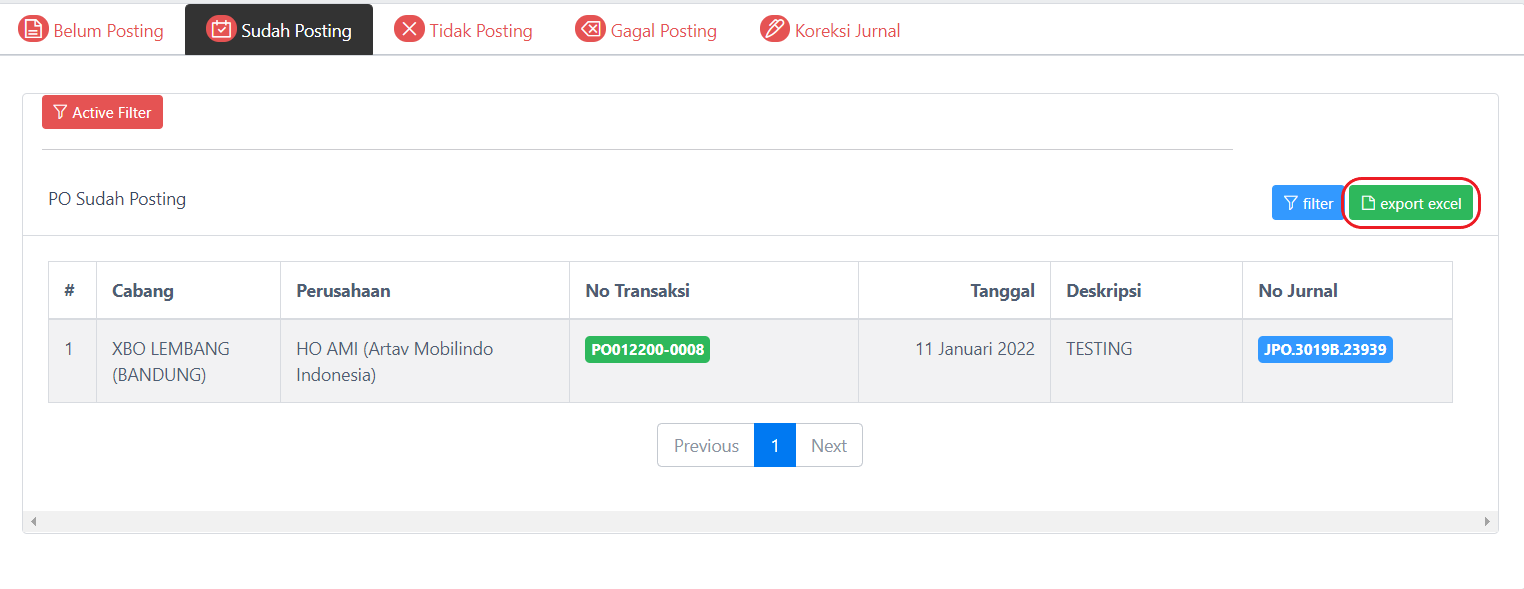 Belum Posting Sudah Posting Tidak Posting Gagal Posting Koreksi Jurnal
Active Filter
PO Sudah Posting
filter export excel
# Cabang Perusahaan No Transaksi Tanggal Deskripsi No Jurnal
1 XBO LEMBANG (BANDUNG) HO AMI (Artav Mobilindo Indonesia) PO012200-0008 11 Januari 2022 TESTING JPO.3019B.23939
Previous 1 Next